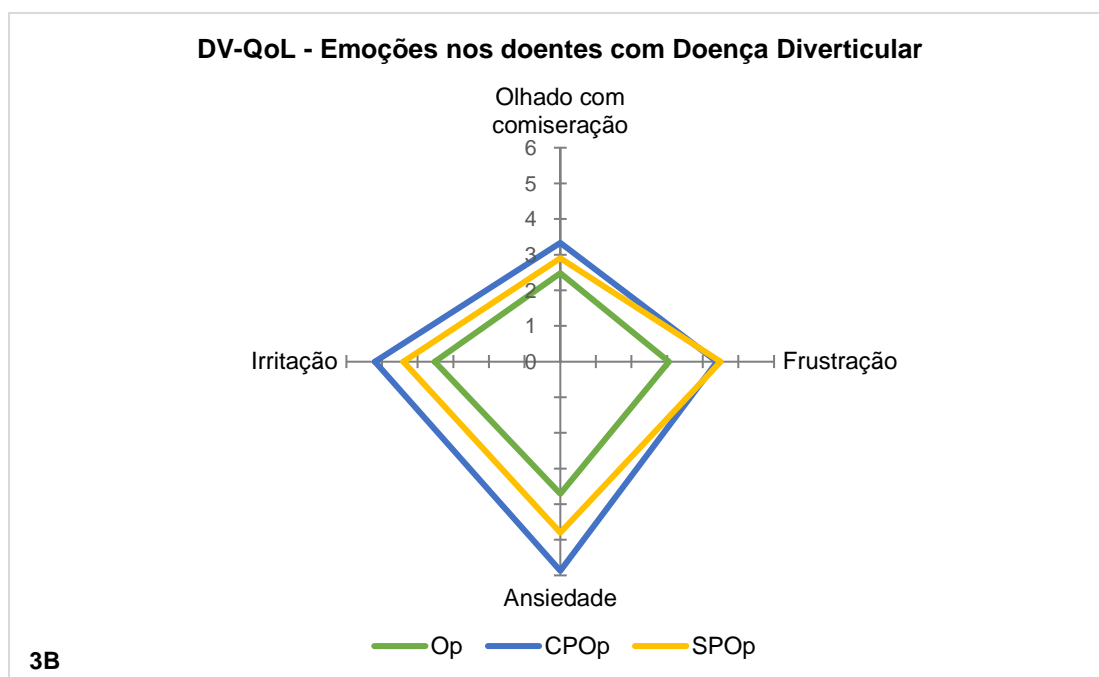 DV-QoL - Emoções nos doentes com Doença Diverticular
Olhado com
comiseração
6
5
4
3
2
1
0
Irritação
Frustração
Ansiedade
Op
CPOp
SPOp
3B